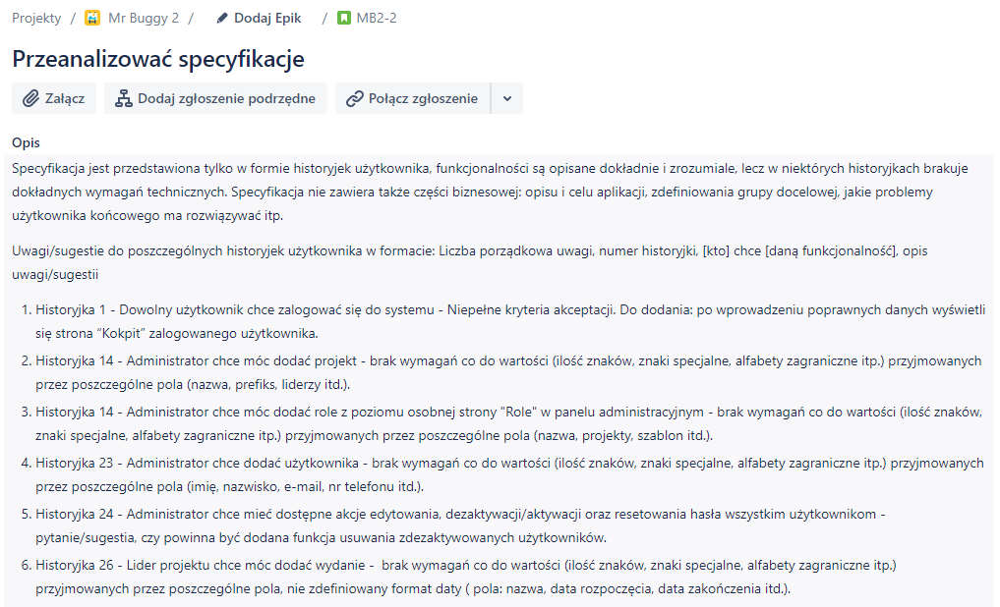 Projekty / Mr Buggy 2 / Dodaj Epik / MB2-2
Przeanalizować specyfikacje
Załącz Dodaj zgłoszenie podrzędne Połącz zgłoszenie
Opis
Specyfikacja jest przedstawiona tylko w formie historyjek użytkownika, funkcjonalności są opisane dokładnie i zrozumiale, lecz w niektórych historyjkach brakuje
dokładnych wymagań technicznych. Specyfikacja nie zawiera także części biznesowej: opisu i celu aplikacji, zdefiniowania grupy docelowej, jakie problemy
użytkownika końcowego ma rozwiązywać itp.
Uwagi/sugestie do poszczególnych historyjek użytkownika w formacie: Liczba porządkowa uwagi, numer historyjki, [kto] chce [daną funkcjonalność], opis
uwagi/sugestii
1. Historyjka 1 - Dowolny użytkownik chce zalogować się do systemu - Niepełne kryteria akceptacji. Do dodania: po wprowadzeniu poprawnych danych wyświetli
się strona “Kokpit” zalogowanego użytkownika.
2. Historyjka 14 - Administrator chce móc dodać projekt - brak wymagań co do wartości (ilość znaków, znaki specjalne, alfabety zagraniczne itp.) przyjmowanych
przez poszczególne pola (nazwa, prefiks, liderzy itd.).
3. Historyjka 14 - Administrator chce móc dodać role z poziomu osobnej strony "Role" w panelu administracyjnym - brak wymagań co do wartości (ilość znaków,
znaki specjalne, alfabety zagraniczne itp.) przyjmowanych przez poszczególne pola (nazwa, projekty, szablon itd.).
4. Historyjka 23 - Administrator chce dodać użytkownika - brak wymagań co do wartości (ilość znaków, znaki specjalne, alfabety zagraniczne itp.) przyjmowanych
przez poszczególne pola (imię, nazwisko, e-mail, nr telefonu itd.).
5. Historyjka 24 - Administrator chce mieć dostępne akcje edytowania, dezaktywacji/aktywacji oraz resetowania hasła wszystkim użytkownikom -
pytanie/sugestia, czy powinna być dodana funkcja usuwania zdezaktywowanych użytkowników.
6. Historyjka 26 - Lider projektu chce móc dodać wydanie - brak wymagań co do wartości (ilość znaków, znaki specjalne, alfabety zagraniczne itp.)
przyjmowanych przez poszczególne pola, nie zdefiniowany format daty ( pola: nazwa, data rozpoczęcia, data zakończenia itd.).